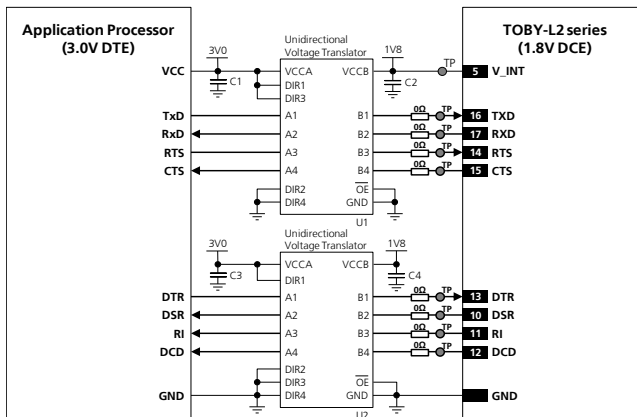 Application Processor
(3.0V DTE)
Unidirectional
Voltage Translator
TOBY-L2 series
(1.8V DCE)
3V0
1V8
TP
VCC
VCCA
VCCB
5
V_INT
C1
DIR1
C2
DIR3
0Ω
TP
TxD
A1
B1
16
TXD
0Ω
TP
RxD
A2
B2
17
RXD
0Ω
TP
RTS
A3
B3
14
RTS
0Ω
TP
CTS
A4
B4
15
CTS
DIR2
OE
DIR4
GND
U1
Unidirectional
Voltage Translator
3V0
1V8
VCCA
VCCB
C3
DIR1
C4
0Ω
TP
DTR
A1
B1
13
DTR
0Ω
TP
DSR
A2
B2
10
DSR
0Ω
TP
RI
A3
B3
11
RI
0Ω
TP
DCD
A4
B4
12
DCD
DIR2
DIR3
OE
GND
DIR4
GND
GND
U2